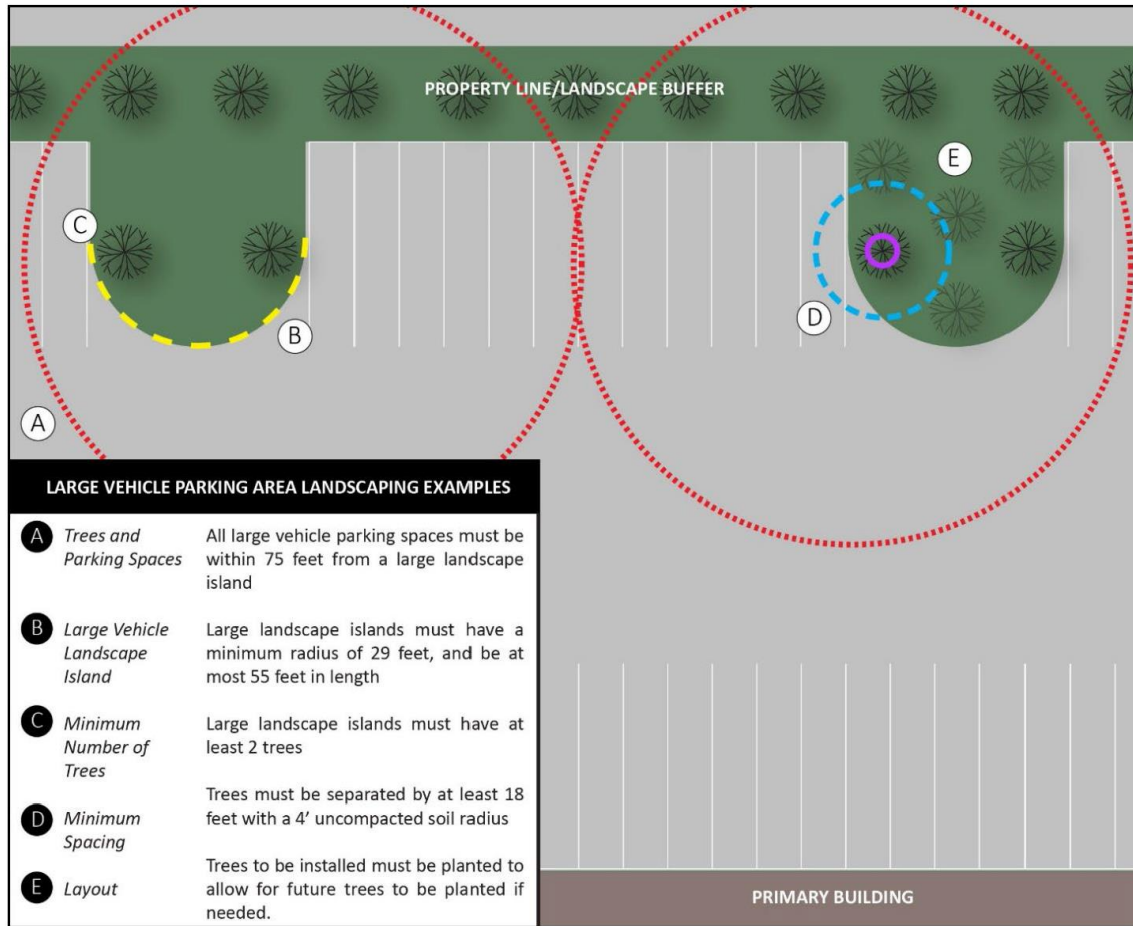 PROPERTY LINE/LANDSCAPE BUFFER
E
C
D
B
A
LARGE VEHICLE PARKING AREA LANDSCAPING EXAMPLES
A
Trees and
Parking Spaces
All large vehicle parking spaces must be
within 75 feet from a large landscape
island
B
Large Vehicle
Landscape
Island
Large landscape islands must have a
minimum radius of 29 feet, and be at
most 55 feet in length
C
Minimum
Number of
Trees
Large landscape islands must have at
least 2 trees
D
Minimum
Spacing
Trees must be separated by at least 18
feet with a 4’ uncompacted soil radius
E
Layout
Trees to be installed must be planted to
allow for future trees to be planted if
needed.
PRIMARY BUILDING